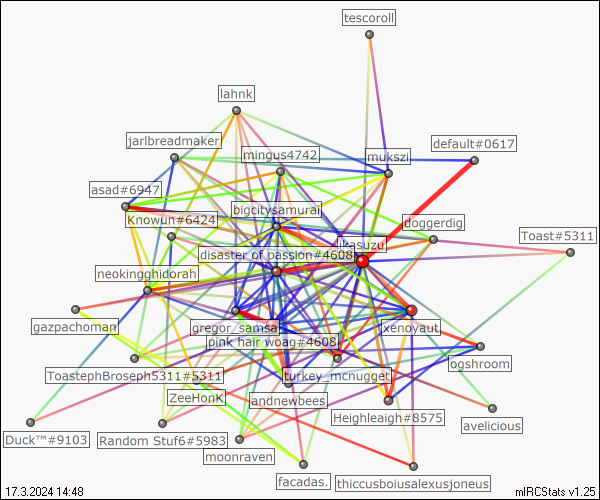 tescoroll
lahnk
jarlbreadmaker
default#0617
mingus4742
mukszi
asad#6947
bigcitysamurai
Knowun#6424
doggerdig
Toast#5311
ikasuzu
disaster of passion#4608
neokingghidorah
gazpachoman
gregor_samsa
xenoyaut
pink hair woag#4608
ogshroom
ToastephBroseph5311#5311
turkey_mcnugget
ZeeHonK
andnewbees
Heighleaigh#8575
avelicious
Duck™#9103
Random Stuf6#5983
moonraven
facadas.
thiccusboiusalexusjoneus
17.3.2024 14:48
mIRCStats v1.25